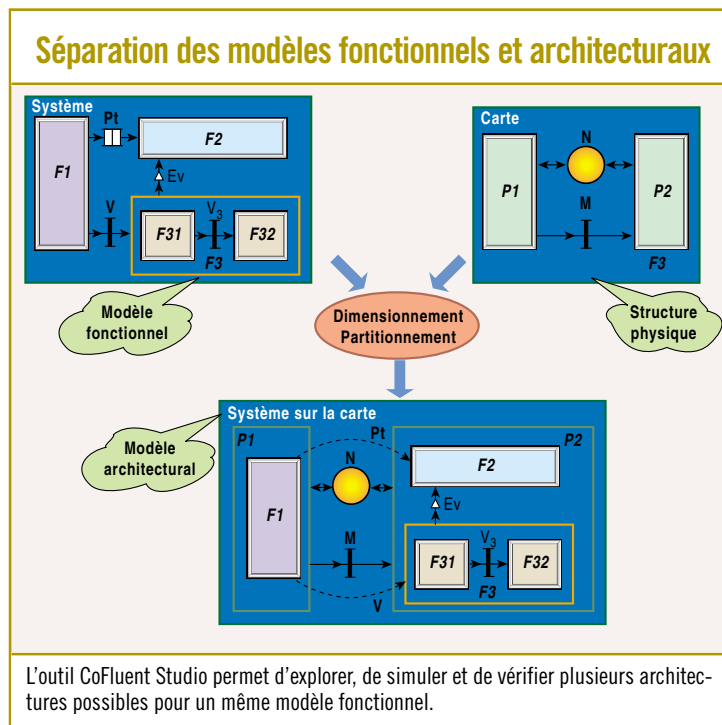 Séparation des modèles fonctionnels et architecturaux
Système
Pt
F1
F2
Ev
V
F31
V3
F32
F3
Modèle
fonctionnel
Carte
N
P1
P2
M
F3
Structure
physique
Dimensionnement
Partitionnement
Système sur la carte
Modèle
architectural
P1
Pt
P2
N
F2
F1
Ev
M
F31
V3
F32
F3
V
L'outil CoFluent Studio permet d'explorer, de simuler et de vérifier plusieurs architec-
tures possibles pour un même modèle fonctionnel.